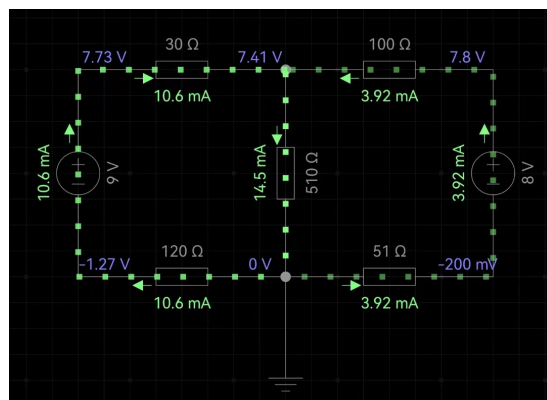 30 Ω
100 Ω
7.73 V
7.41 V
7.8 V
10.6 mA
3.92 mA
10.6 mA
9 V
14.5 mA
510 Ω
3.92 mA
8 V
120 Ω
51 Ω
-1.27 V
0 V
-200 mV
10.6 mA
3.92 mA